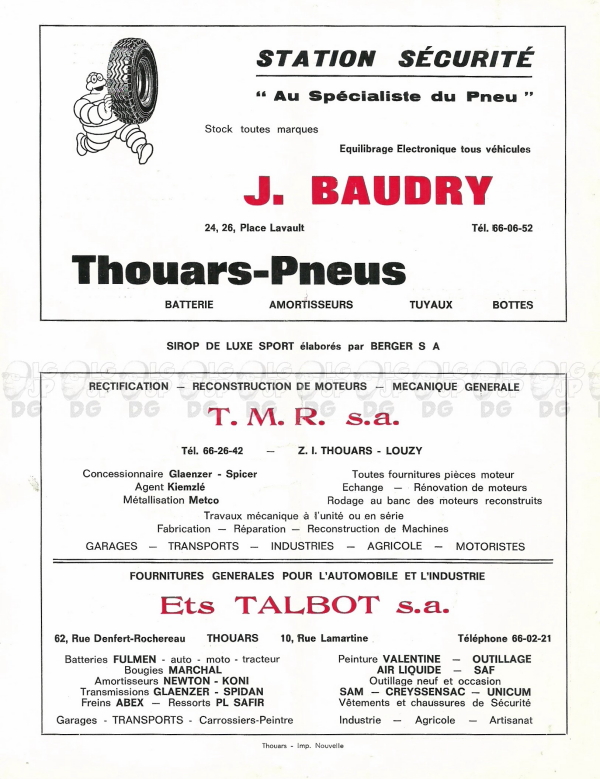 STATION SÉCURITÉ
“ Au Spécialiste du Pneu ”
Stock toutes marques
Equilibrage Electronique tous véhicules
J. BAUDRY
24, 26, Place Lavault Tél. 66-06-52
Thouars-Pneus
BATTERIE AMORTISSEURS TUYAUX BOTTES
SIROP DE LUXE SPORT élaborés par BERGER S A
RECTIFICATION — RECONSTRUCTION DE MOTEURS — MECANIQUE GENERALE
T. M. R. s.a.
Tél. 66-26-42 — Z. I. THOUARS - LOUZY
Concessionnaire Glaenzer - Spicer Toutes fournitures pièces moteur
Agent Kiemzlé Echange — Rénovation de moteurs
Métallisation Metco Rodage au banc des moteurs reconstruits
Travaux mécanique à l'unité ou en série
Fabrication — Réparation — Reconstruction de Machines
GARAGES — TRANSPORTS — INDUSTRIES — AGRICOLE — MOTORISTES
FOURNITURES GENERALES POUR L'AUTOMOBILE ET L'INDUSTRIE
Ets TALBOT s.a.
62, Rue Denfert-Rochereau THOUARS 10, Rue Lamartine Téléphone 66-02-21
Batteries FULMEN - auto - moto - tracteur Peinture VALENTINE — OUTILLAGE
Bougies MARCHAL AIR LIQUIDE — SAF
Amortisseurs NEWTON - KONI Outillage neuf et occasion
Transmissions GLAENZER - SPIDAN SAM — CREYSSENSAC — UNICUM
Freins ABEX — Ressorts PL SAFIR Vêtements et chaussures de Sécurité
Garages - TRANSPORTS - Carrossiers-Peintre Industrie — Agricole — Artisanat
Thouars - Imp. Nouvelle